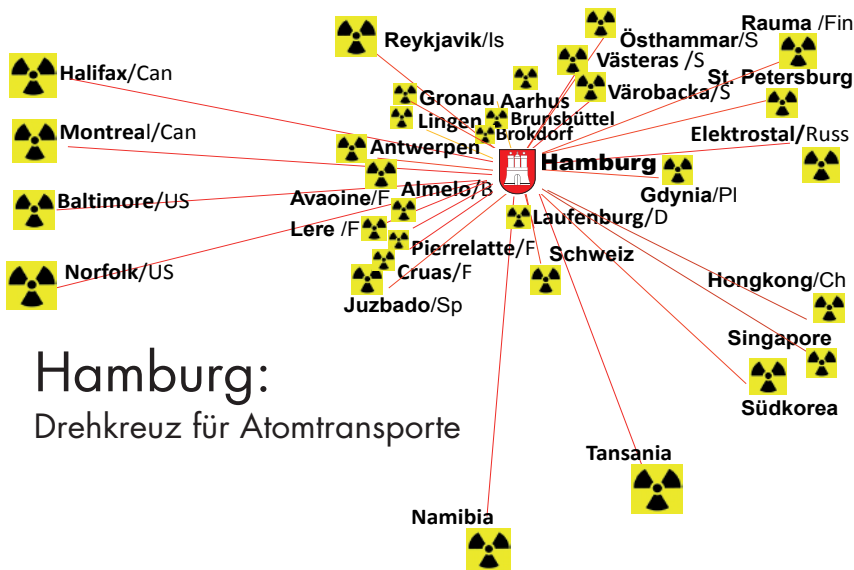 Reykjavik/Is
Östhammar/S
Rauma /Fin
Västeras /S
Halifax/Can
St. Petersburg
Gronau
Aarhus
Värobacka/S
Lingen
Brunsbüttel
Brokdorf
Montreal/Can
Elektrostal/Russ
Antwerpen
Hamburg
Avaoine/F
Almelo/B
Gdynia/Pl
Baltimore/US
Lere /F
Laufenburg/D
Pierrelatte/F
Schweiz
Norfolk/US
Cruas/F
Hongkong/Ch
Juzbado/Sp
Singapore
Hamburg:
Drehkreuz für Atomtransporte
Südkorea
Tansania
Namibia